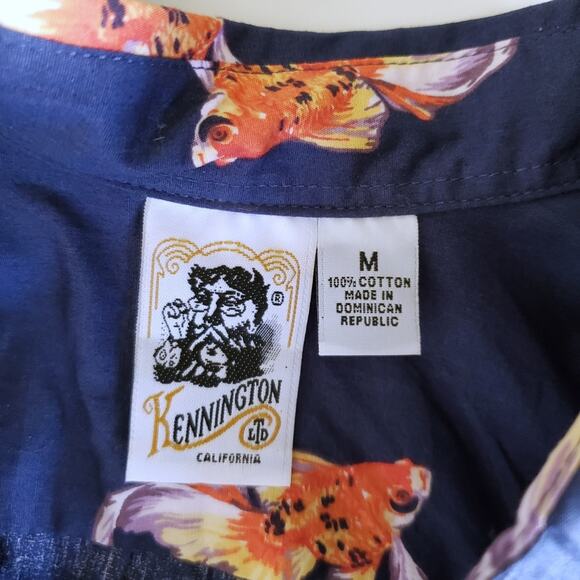 ®
KENNINGTON
LTD
CALIFORNIA
M
100% COTTON
MADE IN
DOMINICAN
REPUBLIC